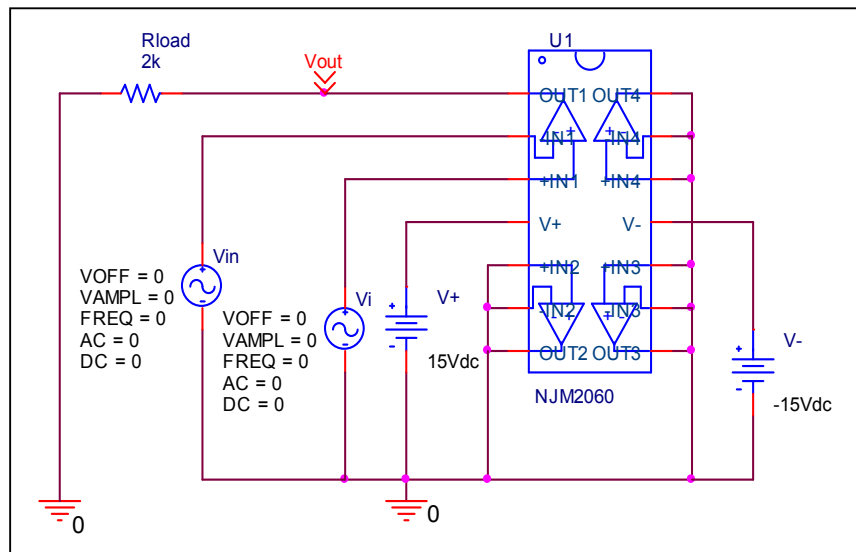 Rload
2k
Vout
U1
OUT1
OUT4
-IN1
-IN4
+IN1
+IN4
V+
V-
+IN2
+IN3
-IN2
-IN3
OUT2
OUT3
NJM2060
Vin
VOFF = 0
VAMPL = 0
FREQ = 0
AC = 0
DC = 0
Vi
VOFF = 0
VAMPL = 0
FREQ = 0
AC = 0
DC = 0
V+
15Vdc
V-
-15Vdc
0
0